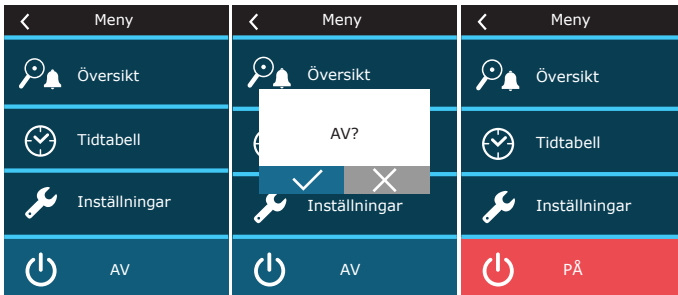 Meny
Översikt
Tidtabell
Inställningar
AV
Meny
Översikt
AV?
Inställningar
AV
Meny
Översikt
Tidtabell
Inställningar
PÅ